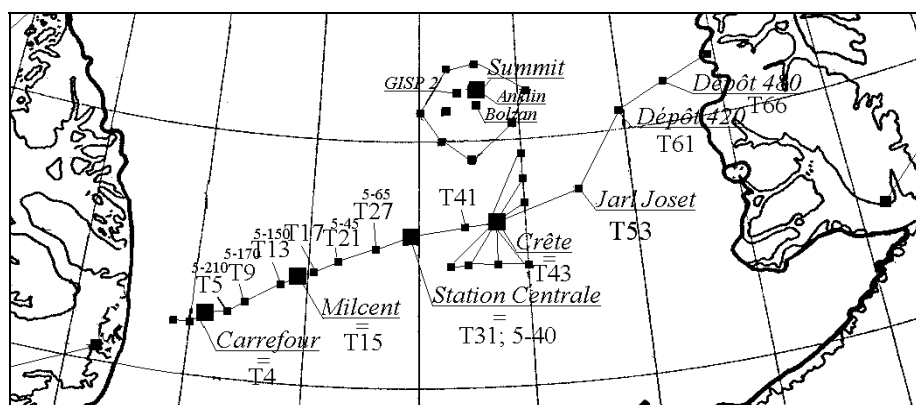 Summit
GISP 2
Andin
Bolzan
Dépôt 480
T66
Dépôt 420
T61
Jarl Joset
T53
T41
Crête
=
T43
5-65
T27
5-45
T21
T17
5-150
T13
5-170
T9
5-210
T5
Station Centrale
=
T31; 5-40
Milcent
=
T15
Carrefour
=
T4